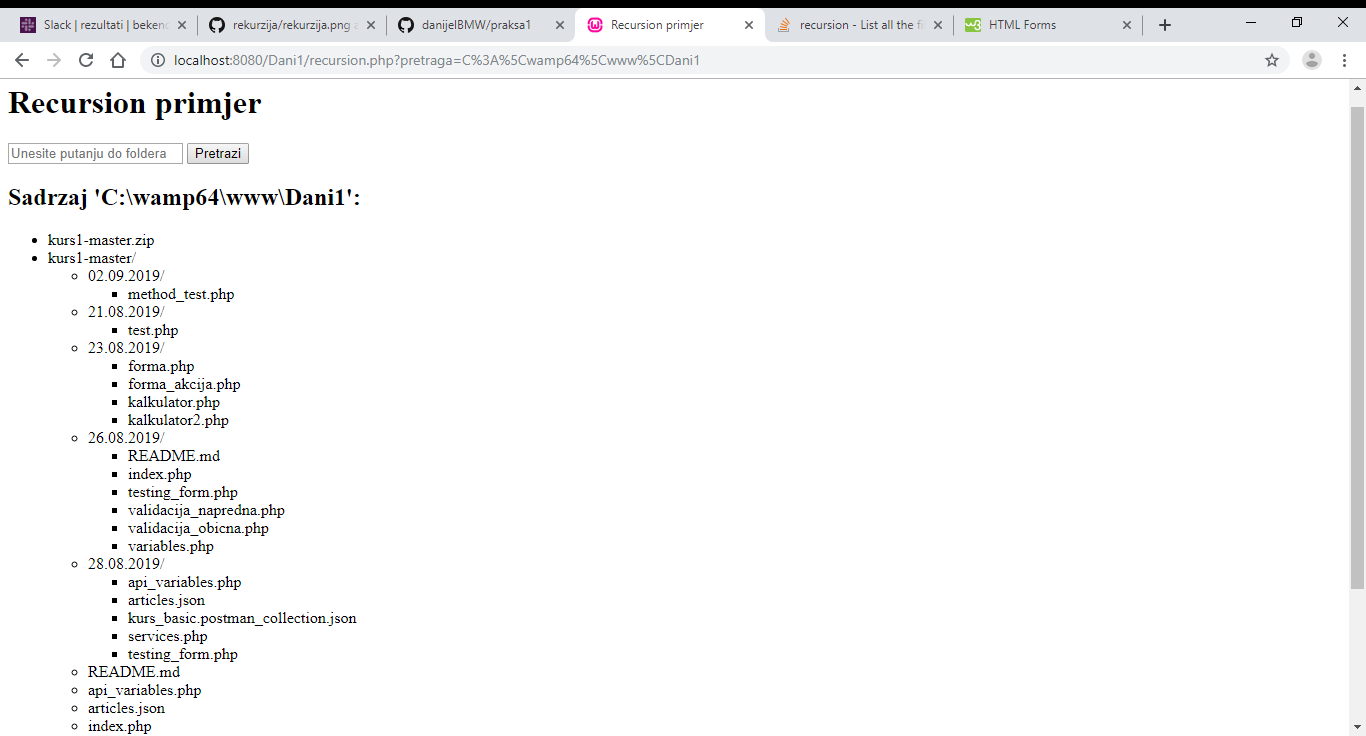 Slack | rezultati | bekend
rekurzija/rekurzija.png a
danijelBMW/praksa1
Recursion primjer
recursion - List all the fil
HTML Forms
localhost:8080/Dani1/recursion.php?pretraga=C%3A%5Cwamp64%5Cwww%5CDani1
Recursion primjer
Unesite putanju do foldera Pretrazi
Sadrzaj 'C:\wamp64\www\Dani1':
kurs1-master.zip
kurs1-master/
02.09.2019/
method_test.php
21.08.2019/
test.php
23.08.2019/
forma.php
forma_akcija.php
kalkulator.php
kalkulator2.php
26.08.2019/
README.md
index.php
testing_form.php
validacija_napredna.php
validacija_obicna.php
variables.php
28.08.2019/
api_variables.php
articles.json
kurs_basic.postman_collection.json
services.php
testing_form.php
README.md
api_variables.php
articles.json
index.php